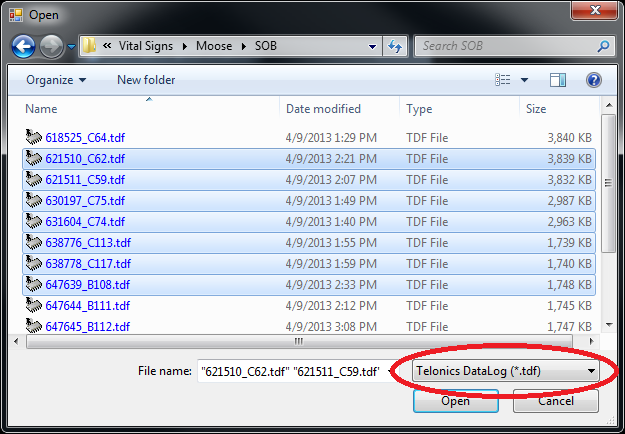 Open
« Vital Signs Moose SOB Search SOB
Organize New folder
Name Date modified Type Size
618525_C64.tdf 4/9/2013 1:29 PM TDF File 3,840 KB
621510_C62.tdf 4/9/2013 2:21 PM TDF File 3,839 KB
621511_C59.tdf 4/9/2013 2:07 PM TDF File 3,832 KB
630197_C75.tdf 4/9/2013 1:49 PM TDF File 2,987 KB
631604_C74.tdf 4/9/2013 1:40 PM TDF File 2,963 KB
638776_C113.tdf 4/9/2013 1:55 PM TDF File 1,739 KB
638778_C117.tdf 4/9/2013 1:59 PM TDF File 1,740 KB
647639_B108.tdf 4/9/2013 2:33 PM TDF File 1,748 KB
647644_B111.tdf 4/9/2013 2:12 PM TDF File 1,745 KB
647645_B112.tdf 4/9/2013 3:08 PM TDF File 1,747 KB
File name: "621510_C62.tdf" "621511_C59.tdf' Telonics DataLog (*.tdf)
Open Cancel